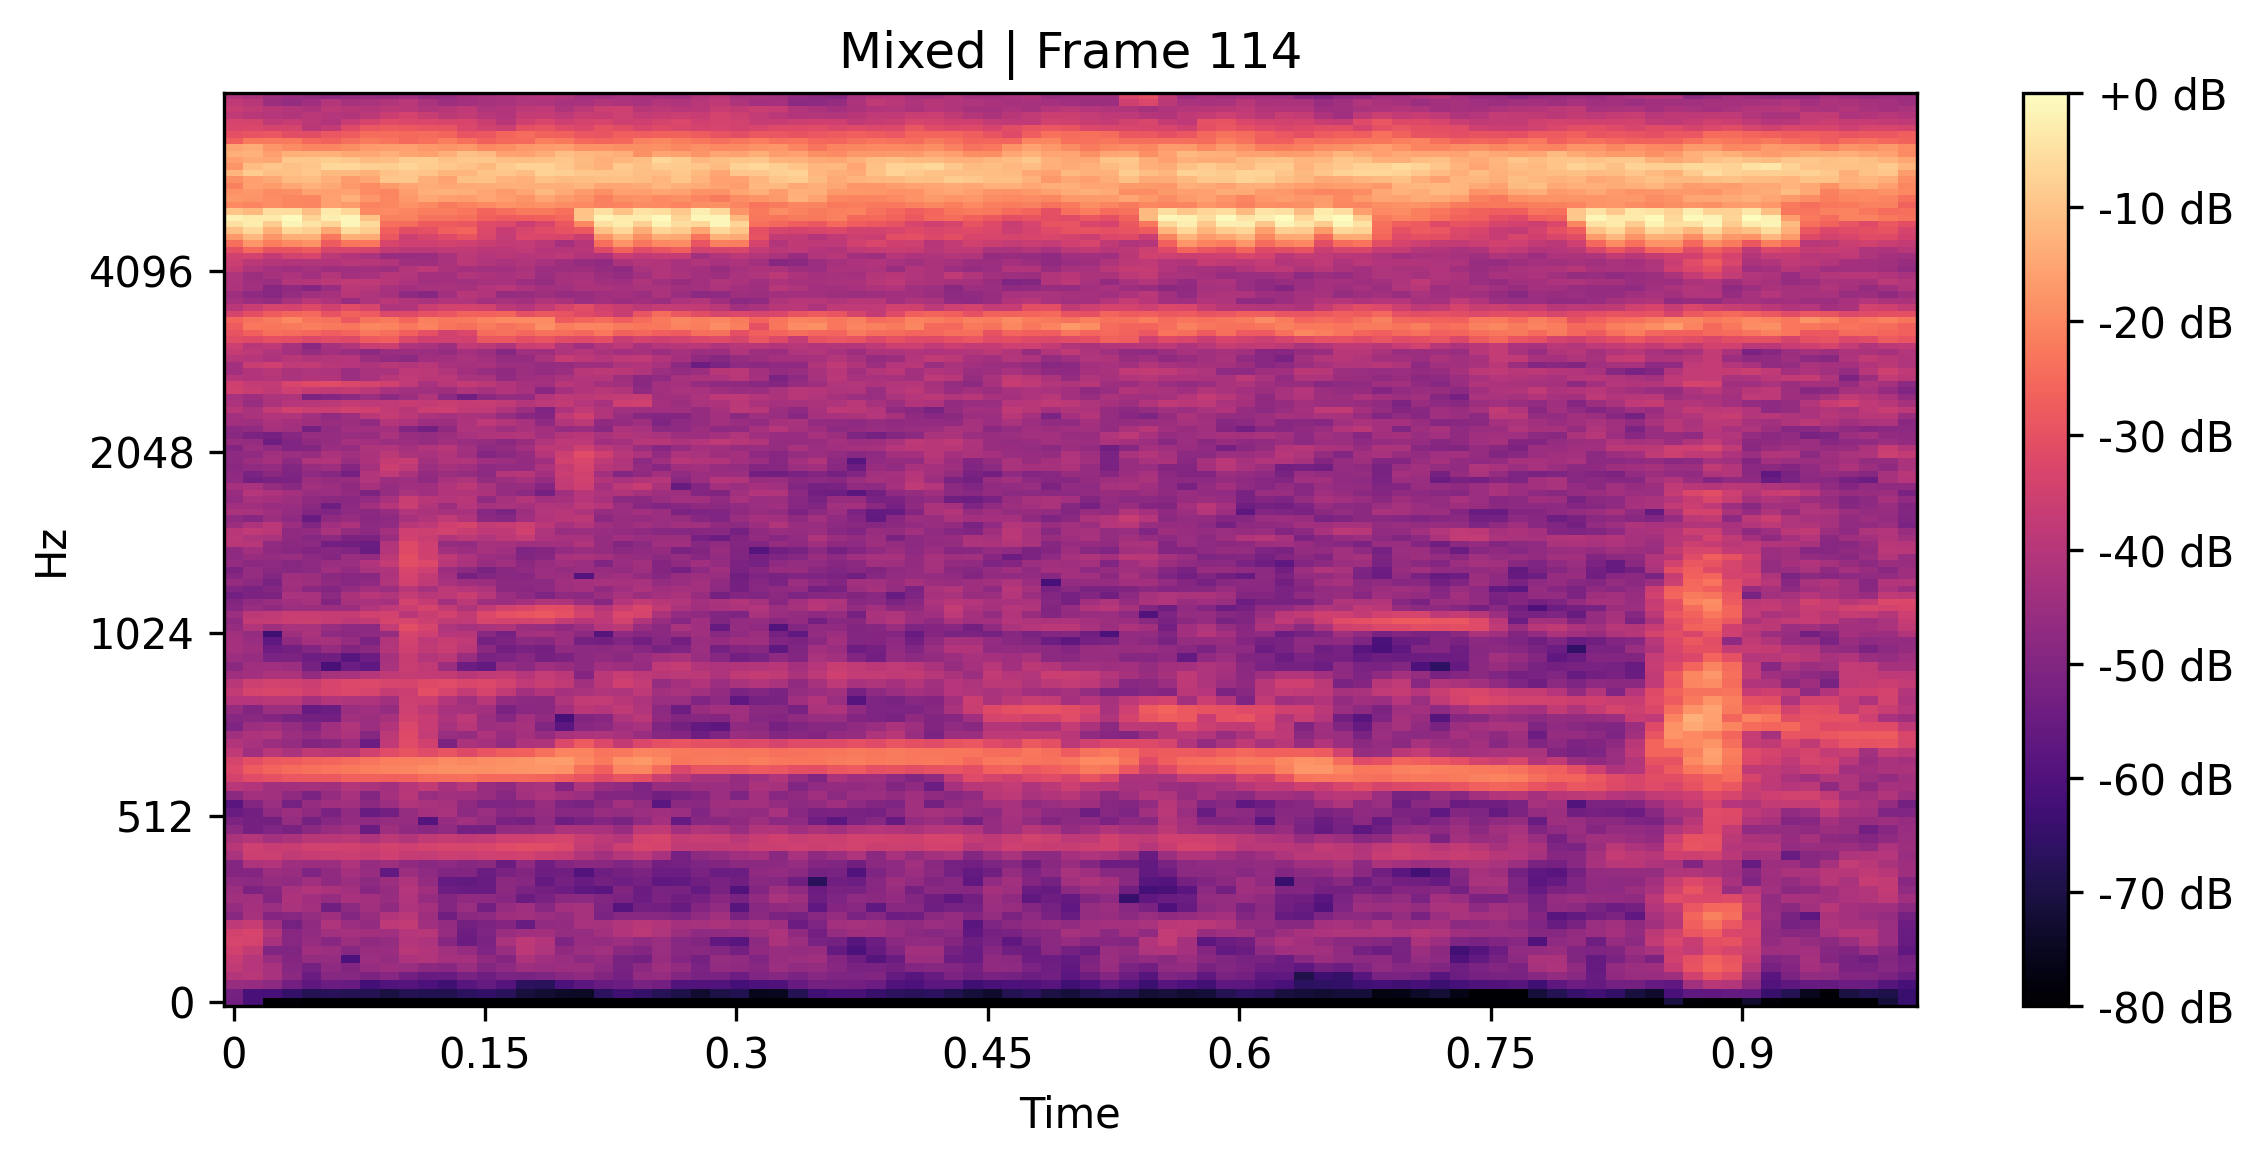 Mixed | Frame 114
+0 dB
-10 dB
-20 dB
-30 dB
-40 dB
-50 dB
-60 dB
-70 dB
-80 dB
4096
2048
1024
512
0
Hz
0 0.15 0.3 0.45 0.6 0.75 0.9
Time